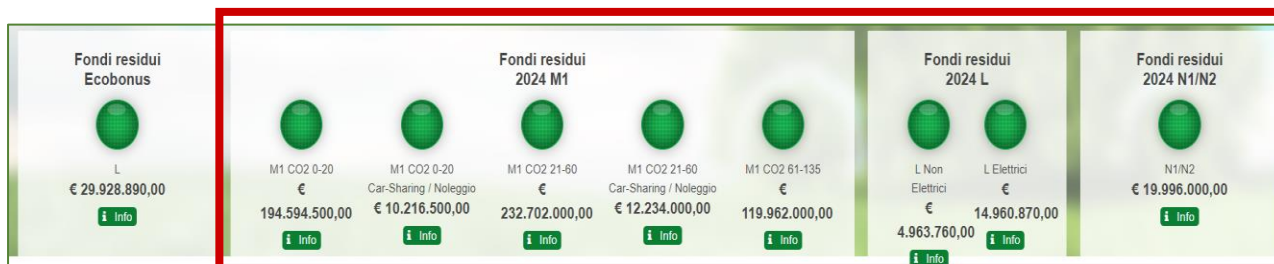 Fondi residui
Ecobonus
L
€ 29.928.890,00
i Info
Fondi residui
2024 M1
M1 CO2 0-20
€
194.594.500,00
i Info
M1 CO2 0-20
Car-Sharing / Noleggio
€ 10.216.500,00
i Info
M1 CO2 21-60
€
232.702.000,00
i Info
M1 CO2 21-60
Car-Sharing / Noleggio
€ 12.234.000,00
i Info
M1 CO2 61-135
€
119.962.000,00
i Info
Fondi residui
2024 L
L Non
Elettrici
€
4.963.760,00
i Info
L Elettrici
€
14.960.870,00
i Info
Fondi residui
2024 N1/N2
N1/N2
€ 19.996.000,00
i Info